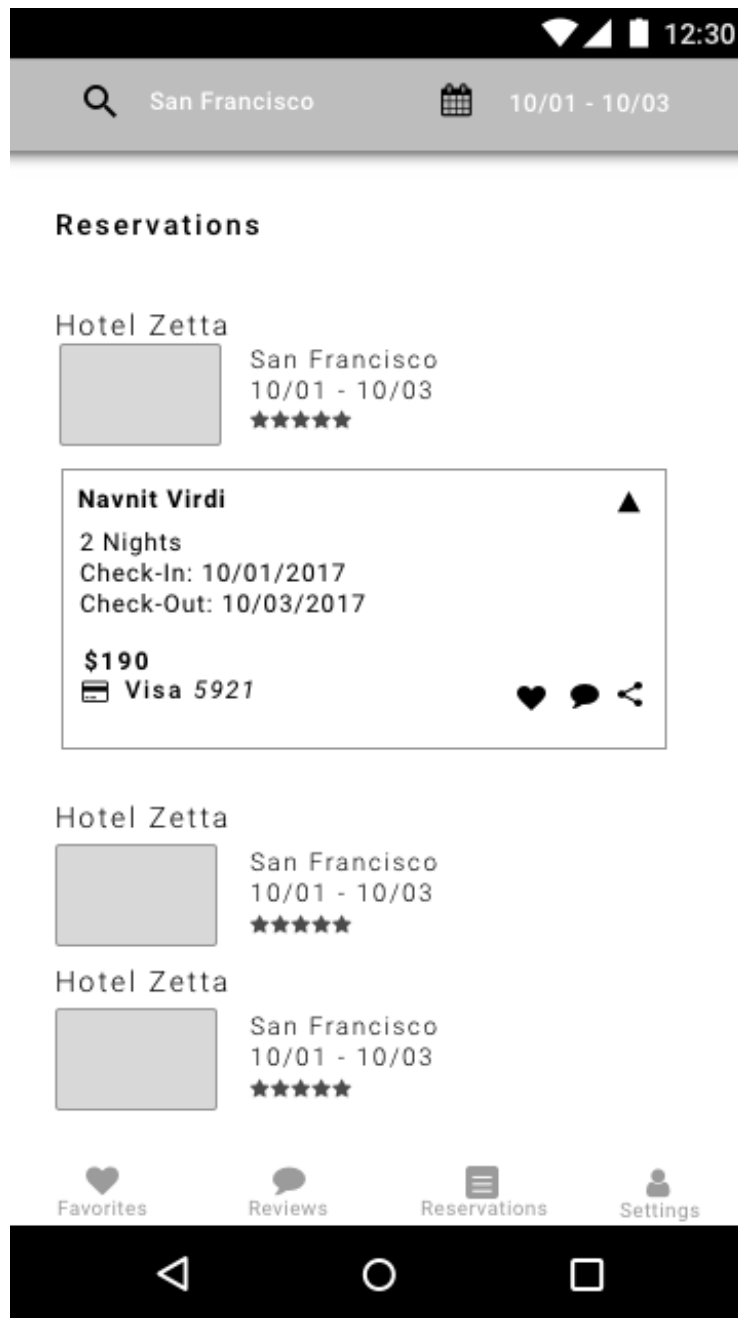 12:30
San Francisco 10/01 - 10/03
Reservations
Hotel Zetta
San Francisco
10/01 - 10/03
Navnit Virdi
2 Nights
Check-In: 10/01/2017
Check-Out: 10/03/2017
$190
Visa 5921
Hotel Zetta
San Francisco
10/01 - 10/03
Hotel Zetta
San Francisco
10/01 - 10/03
Favorites Reviews Reservations Settings